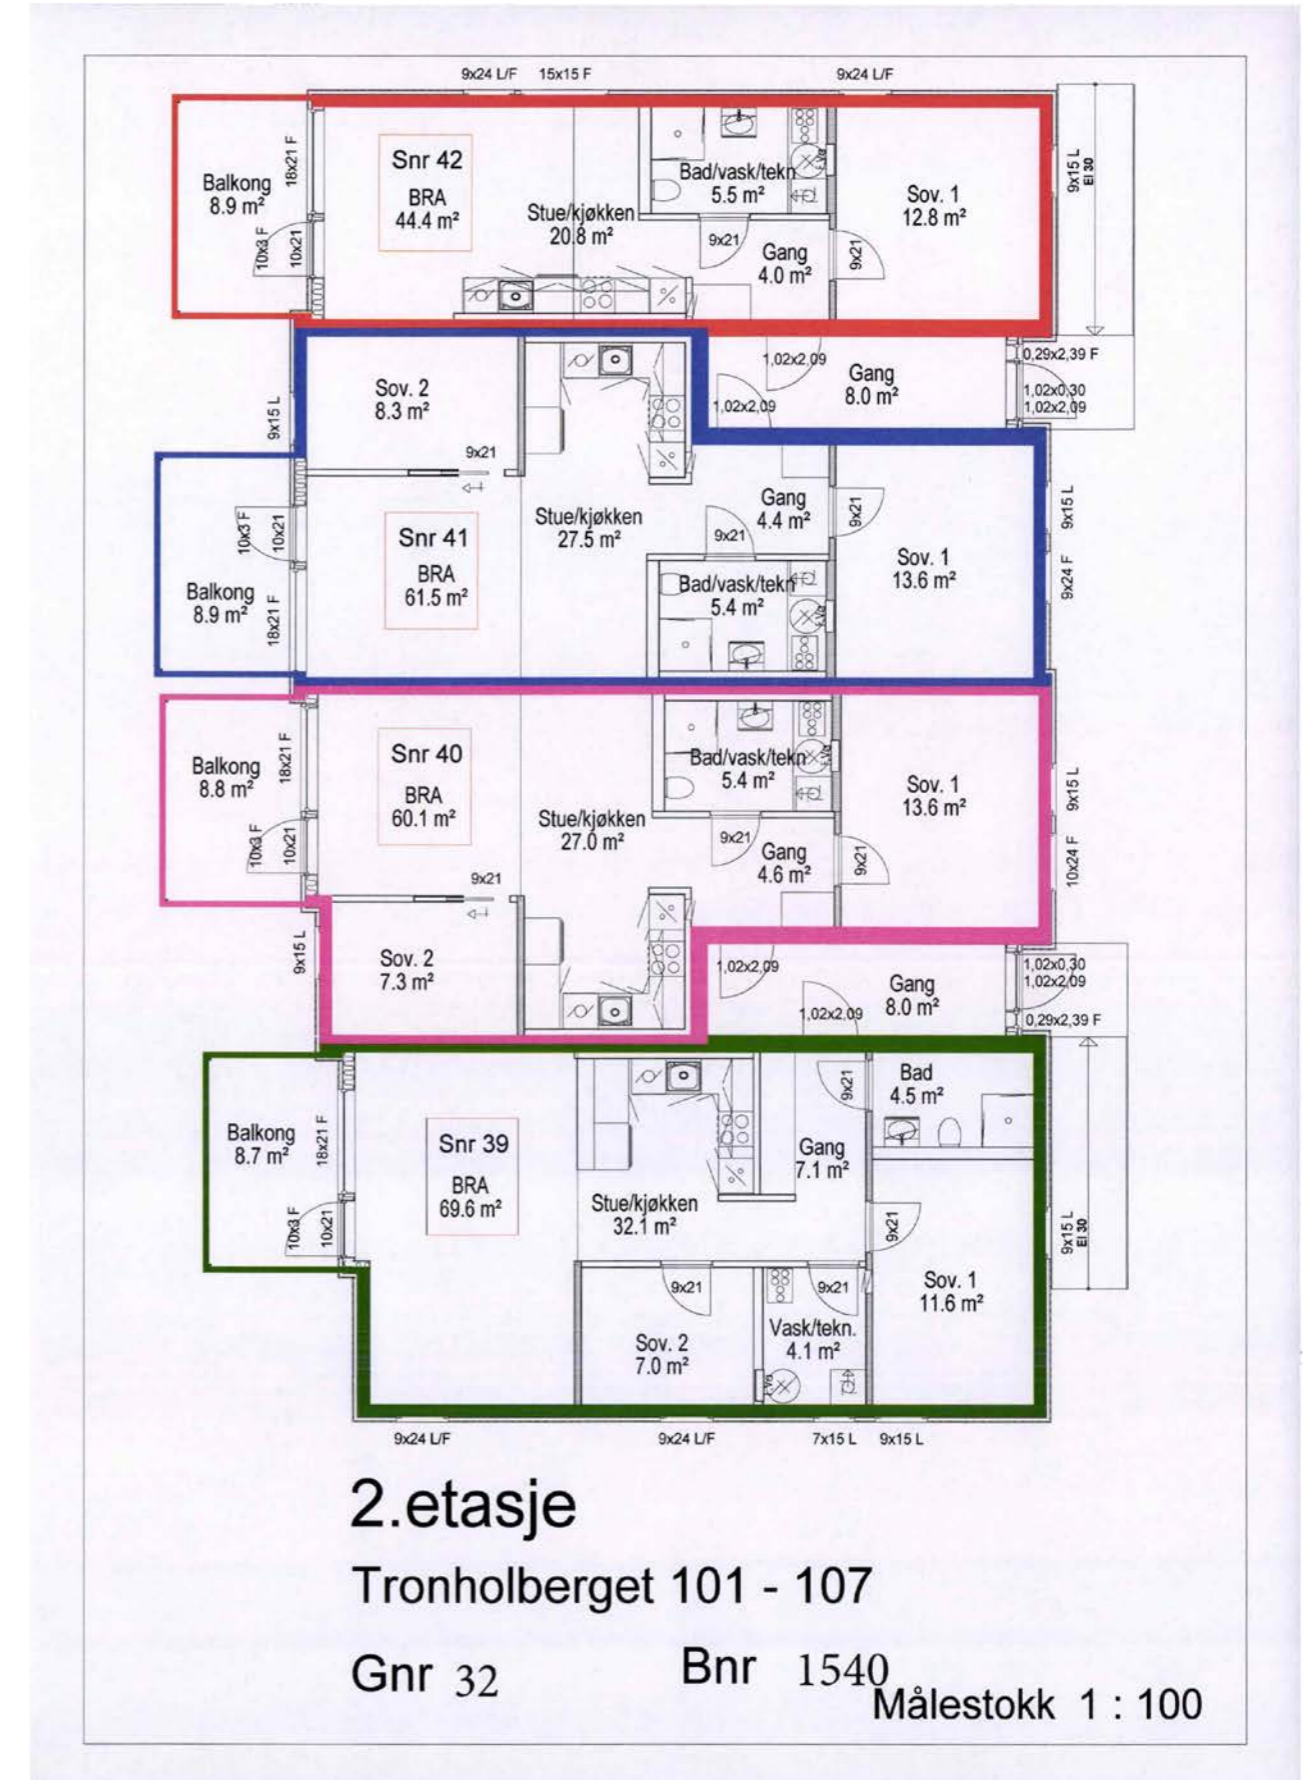 9x24 L/F 15x15 F 9x24 L/F
Balkong
8.9 m²
18x21 F
10x3 F
10x21
Snr 42
BRA
44.4 m²
Stue/kjøkken
20.8 m²
Bad/vask/tekn
5.5 m²
9x21
Gang
4.0 m²
9x21
Sov. 1
12.8 m²
9x15 L
EI 30
1,02x2,09
1,02x2,09
Gang
8.0 m²
0,29x2,39 F
1,02x0,30
1,02x2,09
Sov. 2
8.3 m²
9x15 L
9x21
Balkong
8.9 m²
10x3 F
10x21
18x21 F
Snr 41
BRA
61.5 m²
Stue/kjøkken
27.5 m²
Gang
4.4 m²
9x21
9x21
Bad/vask/tekn
5.4 m²
Sov. 1
13.6 m²
9x15 L
9x24 F
Balkong
8.8 m²
18x21 F
10x3 F
10x21
Snr 40
BRA
60.1 m²
Stue/kjøkken
27.0 m²
Bad/vask/tekn
5.4 m²
9x21
Gang
4.6 m²
9x21
Sov. 1
13.6 m²
9x15 L
10x24 F
9x21
Sov. 2
7.3 m²
9x15 L
1,02x2,09
1,02x2,09
Gang
8.0 m²
1,02x0,30
1,02x2,09
0,29x2,39 F
Balkong
8.7 m²
18x21 F
10x3 F
10x21
Snr 39
BRA
69.6 m²
Stue/kjøkken
32.1 m²
Gang
7.1 m²
9x21
Bad
4.5 m²
9x21
Sov. 1
11.6 m²
9x15 L
EI 30
9x21
Sov. 2
7.0 m²
9x21
Vask/tekn.
4.1 m²
9x24 L/F 9x24 L/F 7x15 L 9x15 L
2.etasje
Tronholberget 101 - 107
Gnr 32 Bnr 1540
Målestokk 1 : 100